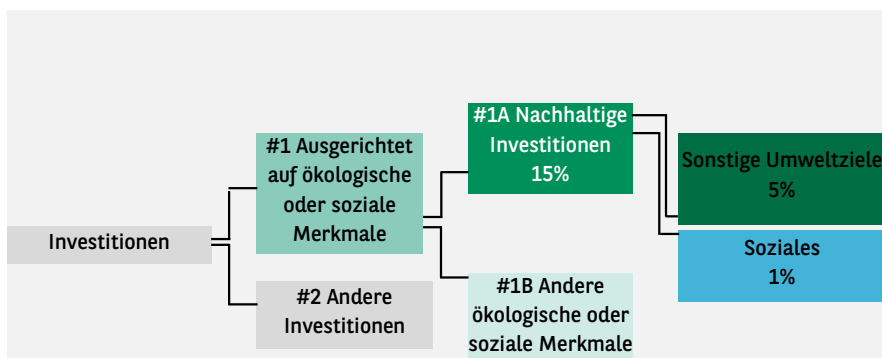 Investitionen
#1 Ausgerichtet
auf ökologische
oder soziale
Merkmale
#2 Andere
Investitionen
#1A Nachhaltige
Investitionen
15%
#1B Andere
ökologische oder
soziale Merkmale
Sonstige Umweltziele
5%
Soziales
1%